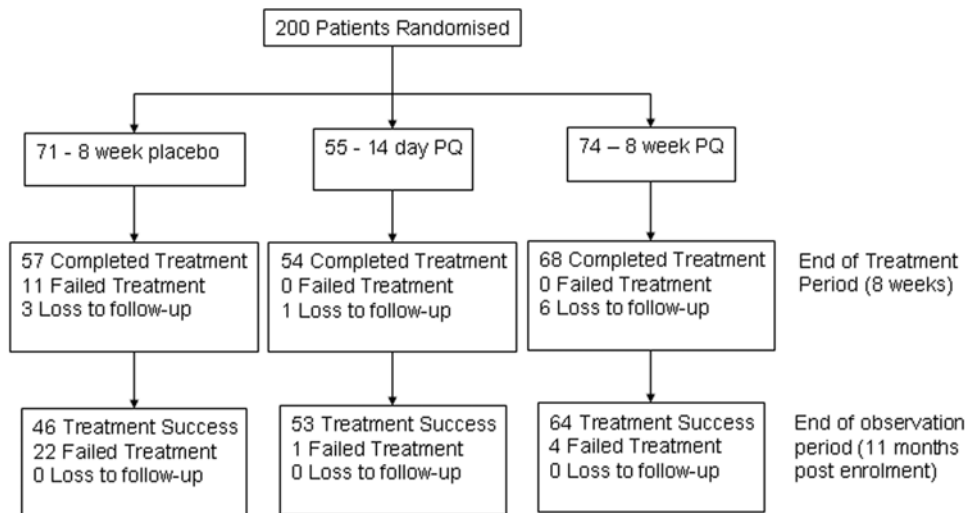 200 Patients Randomised
71 - 8 week placebo
55 - 14 day PQ
74 – 8 week PQ
57 Completed Treatment
11 Failed Treatment
3 Loss to follow-up
54 Completed Treatment
0 Failed Treatment
1 Loss to follow-up
68 Completed Treatment
0 Failed Treatment
6 Loss to follow-up
End of Treatment
Period (8 weeks)
46 Treatment Success
22 Failed Treatment
0 Loss to follow-up
53 Treatment Success
1 Failed Treatment
0 Loss to follow-up
64 Treatment Success
4 Failed Treatment
0 Loss to follow-up
End of observation
period (11 months
post enrolment)